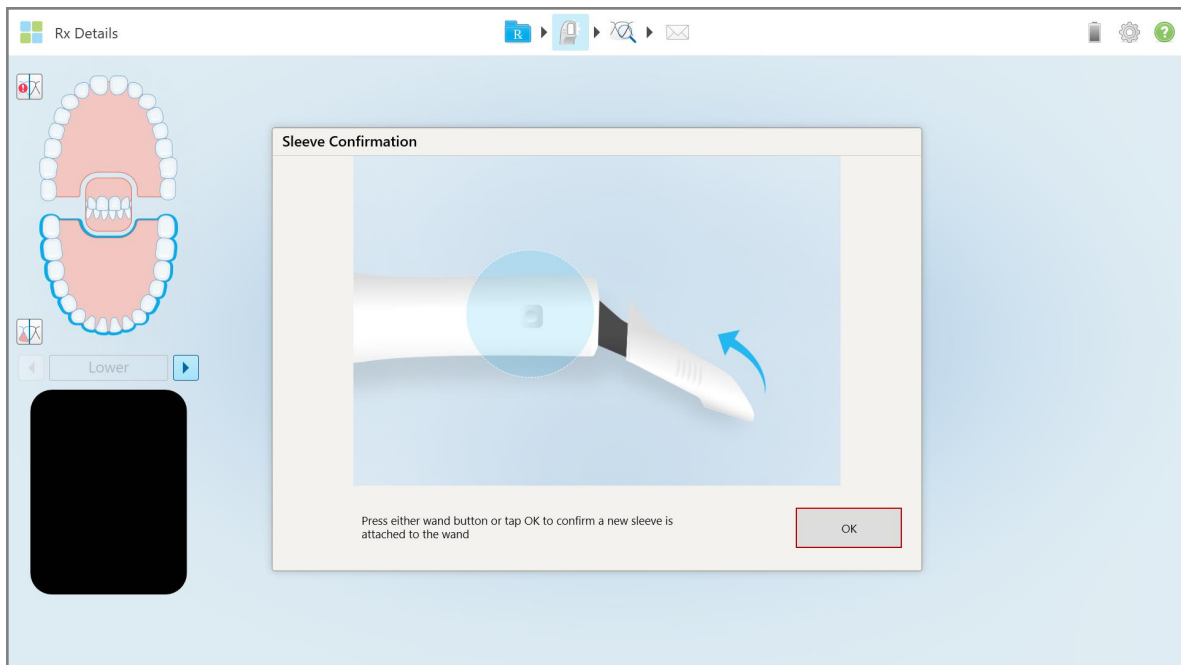 Rx Details
R
?
Sleeve Confirmation
Lower
Press either wand button or tap OK to confirm a new sleeve is
attached to the wand
OK